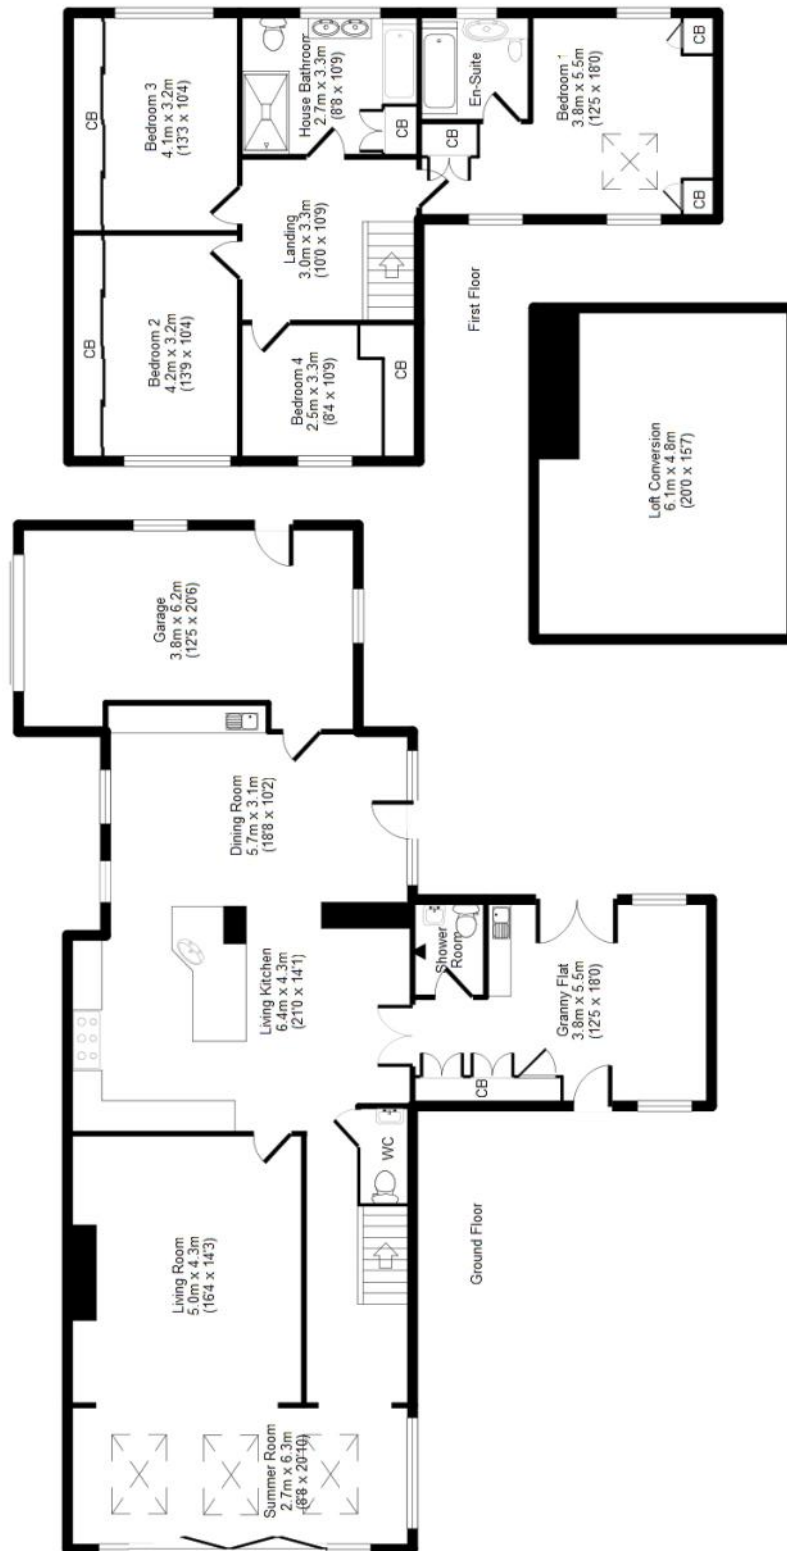 Summer Room
2.7m x 6.3m
(8'8 x 20'10)
Living Room
5.0m x 4.3m
(16'4 x 14'3)
WC
Living Kitchen
6.4m x 4.3m
(21'0 x 14'1)
Dining Room
5.7m x 3.1m
(18'8 x 10'2)
Garage
3.8m x 6.2m
(12'5 x 20'6)
CB
Shower
Room
Granny Flat
3.8m x 5.5m
(12'5 x 18'0)
Ground Floor
CB
Bedroom 2
4.2m x 3.2m
(13'9 x 10'4)
CB
Bedroom 3
4.1m x 3.2m
(13'3 x 10'4)
Bedroom 4
2.5m x 3.3m
(8'4 x 10'9)
CB
Landing
3.0m x 3.3m
(10'0 x 10'9)
House Bathroom
2.7m x 3.3m
(8'8 x 10'9)
CB
CB
En-Suite
Bedroom 1
3.8m x 5.5m
(12'5 x 18'0)
CB
CB
First Floor
Loft Conversion
6.1m x 4.8m
(20'0 x 15'7)